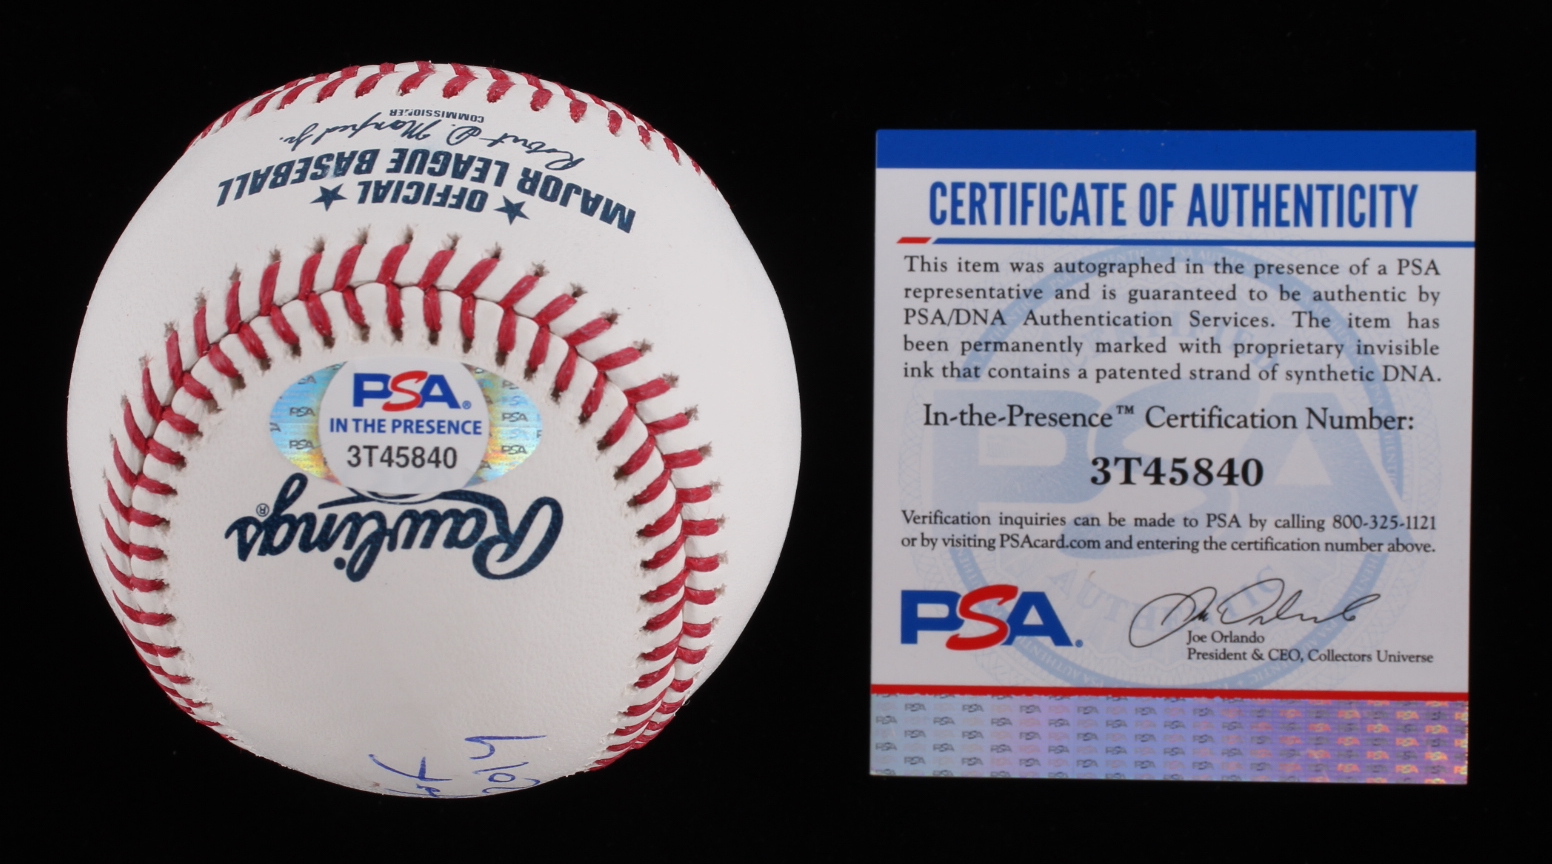 COMMISSIONER
Robert D. Manfred Jr.
MAJOR LEAGUE BASEBALL
★ OFFICIAL ★
PSA
IN THE PRESENCE
3T45840
Rawlings®
CERTIFICATE OF AUTHENTICITY
This item was autographed in the presence of a PSA
representative and is guaranteed to be authentic by
PSA/DNA Authentication Services. The item has
been permanently marked with proprietary invisible
ink that contains a patented strand of synthetic DNA.
In-the-Presence™ Certification Number:
3T45840
Verification inquiries can be made to PSA by calling 800-325-1121
or by visiting PSAcard.com and entering the certification number above.
PSA.
Joe Orlando
President & CEO, Collectors Universe